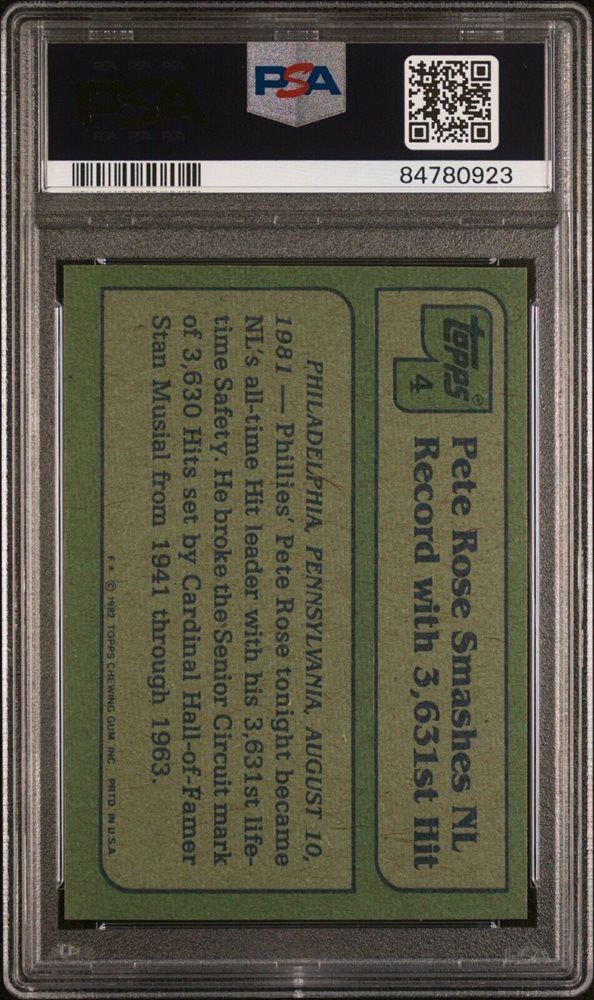 PSA
84780923
topps®
4
Pete Rose Smashes NL
Record with 3,631st Hit
PHILADELPHIA, PENNSYLVANIA, AUGUST 10,
1981 — Phillies' Pete Rose tonight became
NL's all-time Hit leader with his 3,631st life-
time Safety. He broke the Senior Circuit mark
of 3,630 Hits set by Cardinal Hall-of-Famer
Stan Musial from 1941 through 1963.
F* © 1982 TOPPS CHEWING GUM INC. PRTD IN U.S.A.